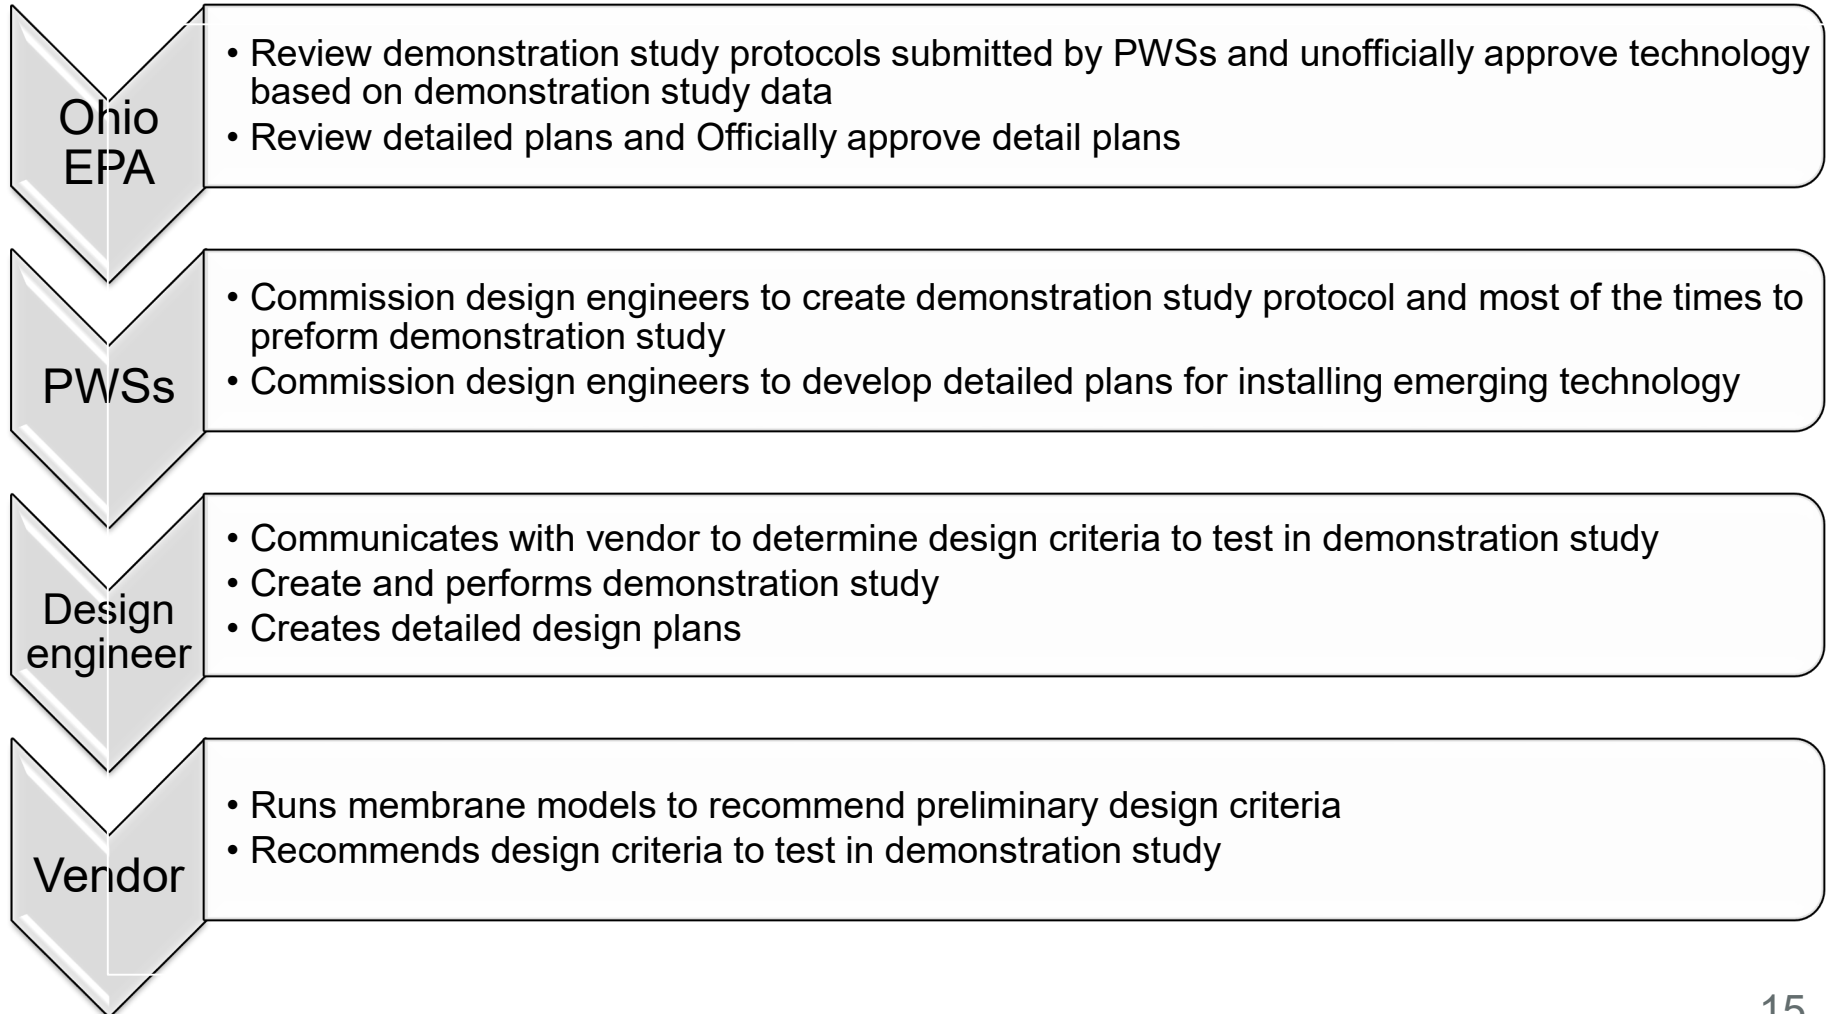 Ohio
EPA
• Review demonstration study protocols submitted by PWSs and unofficially approve technology
based on demonstration study data
• Review detailed plans and Officially approve detail plans
PWSs
• Commission design engineers to create demonstration study protocol and most of the times to
preform demonstration study
• Commission design engineers to develop detailed plans for installing emerging technology
Design
engineer
• Communicates with vendor to determine design criteria to test in demonstration study
• Create and performs demonstration study
• Creates detailed design plans
Vendor
• Runs membrane models to recommend preliminary design criteria
• Recommends design criteria to test in demonstration study
15